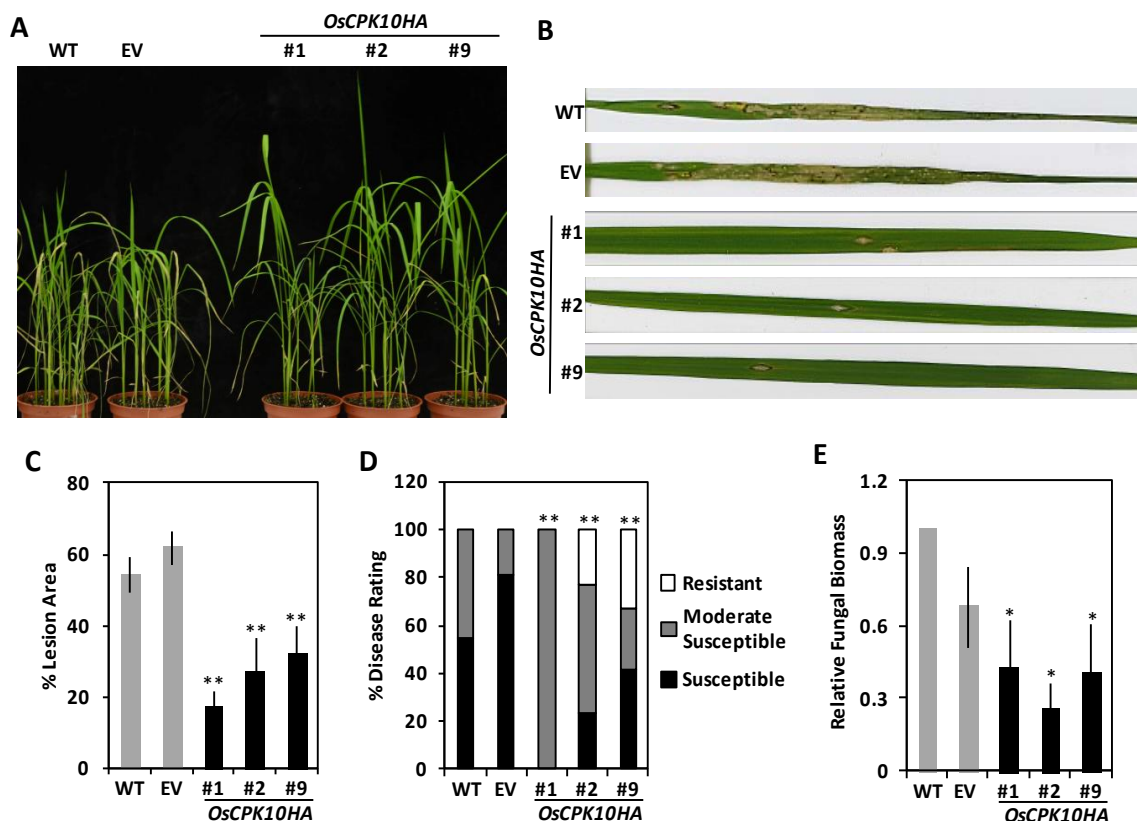 A
OsCPK10HA
WT EV #1 #2 #9
B
WT
EV
#1
#2
#9
OsCPK10HA
C
% Lesion Area
80
60
40
20
0
**
**
**
WT EV #1 #2 #9
OsCPK10HA
D
% Disease Rating
120
100
80
60
40
20
0
** ** **
WT EV #1 #2 #9
OsCPK10HA
Resistant
Moderate
Susceptible
Susceptible
E
Relative Fungal Biomass
1.2
0.9
0.6
0.3
0
*
*
*
WT EV #1 #2 #9
OsCPK10HA